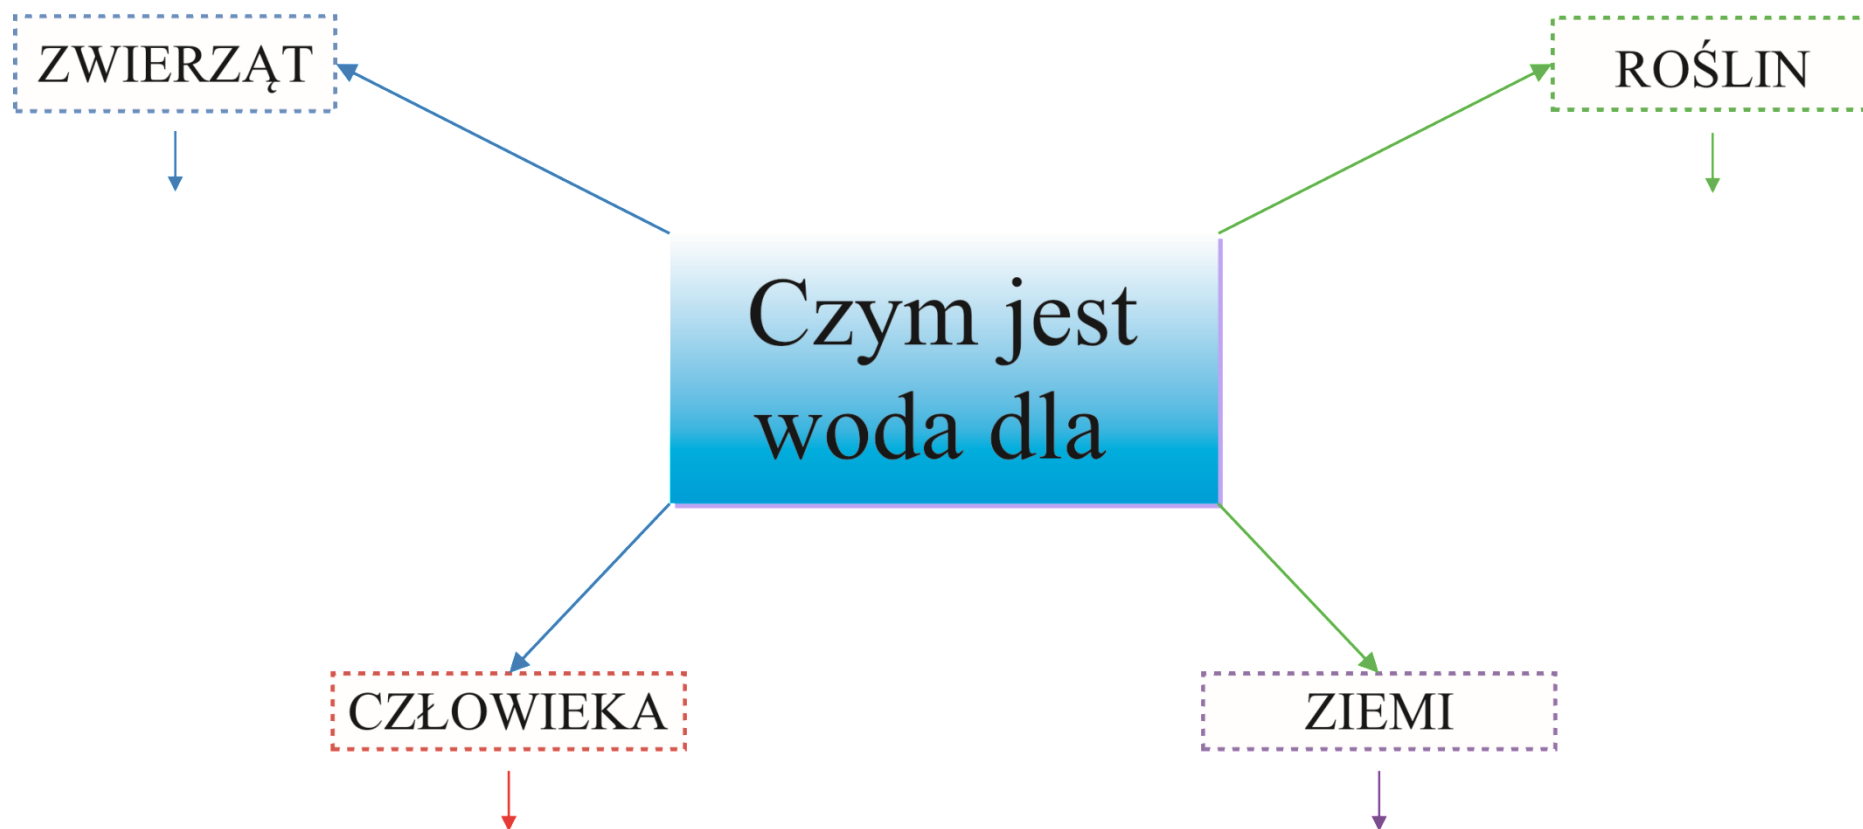 ZWIERZĄT
ROŚLIN
Czym jest
woda dla
CZŁOWIEKA
ZIEMI